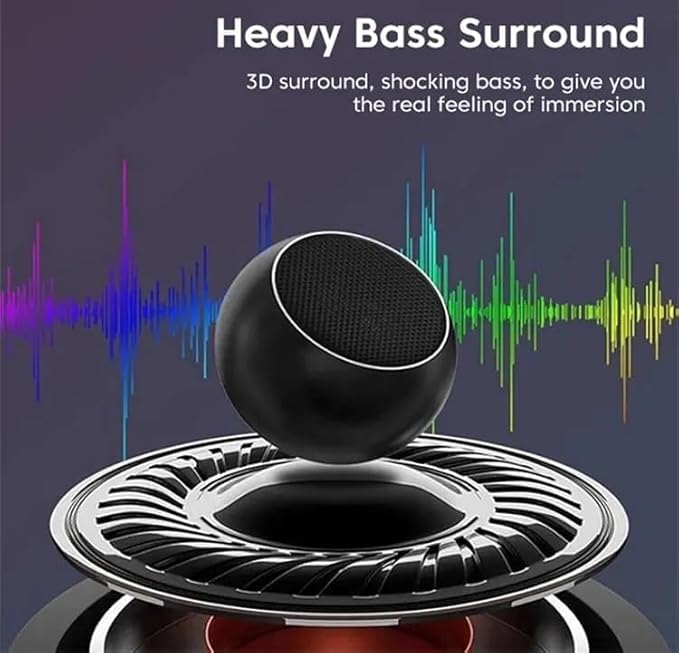 Heavy Bass Surround
3D surround, shocking bass, to give you
the real feeling of immersion